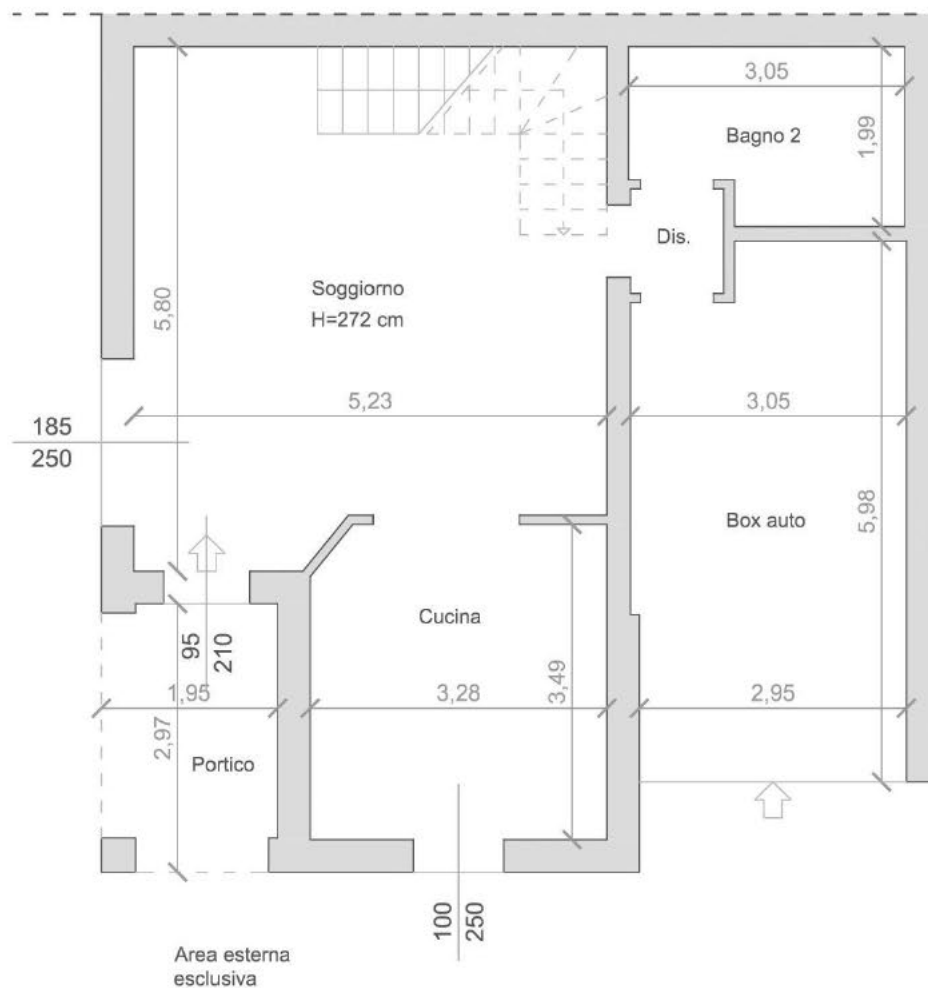 3,05
Bagno 2
1,99
Dis.
Soggiorno
H=272 cm
5,80
5,23
3,05
185
250
Box auto
5,98
Cucina
95
210
3,49
1,95
3,28
2,95
2,97
Portico
100
250
Area esterna
esclusiva